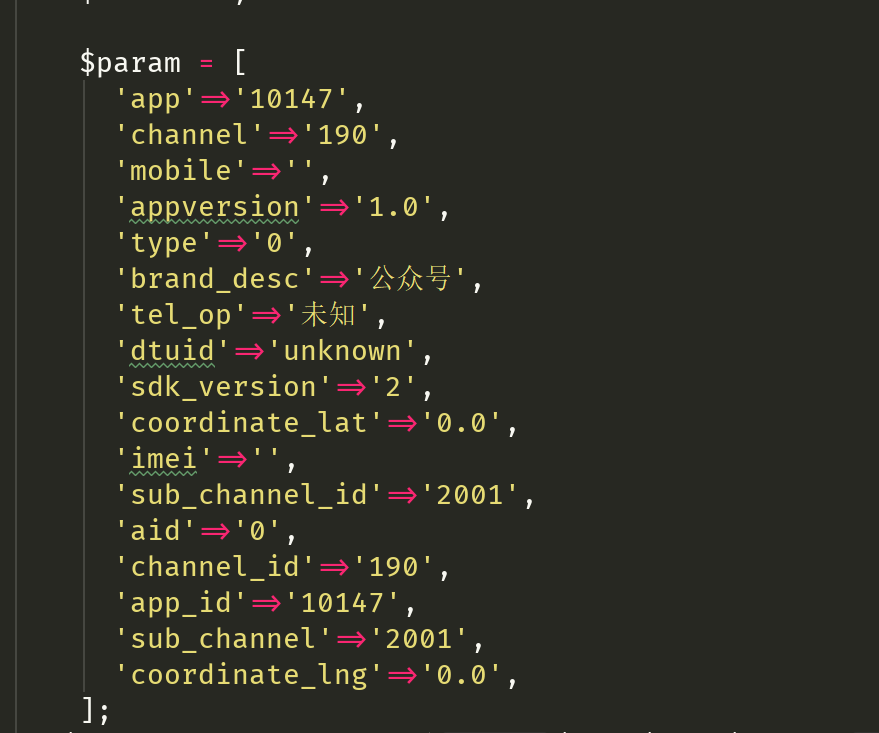 $param = [
'app'=>'10147',
'channel'=>'190',
'mobile'=>'',
'appversion'=>'1.0',
'type'=>'0',
'brand_desc'=>'公众号',
'tel_op'=>'未知',
'dtuid'=>'unknown',
'sdk_version'=>'2',
'coordinate_lat'=>'0.0',
'imei'=>'',
'sub_channel_id'=>'2001',
'aid'=>'0',
'channel_id'=>'190',
'app_id'=>'10147',
'sub_channel'=>'2001',
'coordinate_lng'=>'0.0',
];